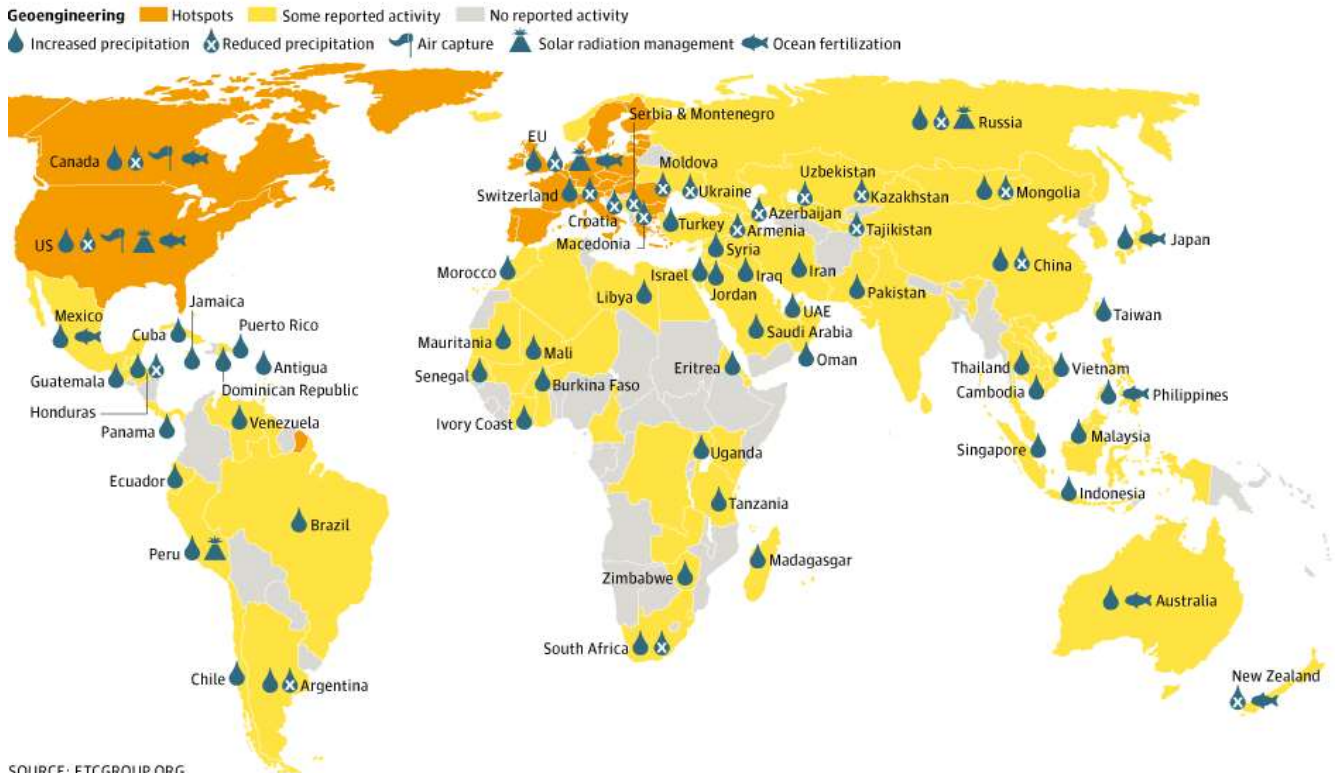 Geoengineering Hotspots Some reported activity No reported activity
Increased precipitation Reduced precipitation Air capture Solar radiation management Ocean fertilization
Serbia & Montenegro
Russia
EU
Canada
Moldova
Uzbekistan
Switzerland
Ukraine
Kazakhstan
Mongolia
Croatia
Azerbaijan
Turkey
Armenia
Tajikistan
US
Macedonia
Japan
Syria
China
Morocco
Israel
Iraq
Iran
Jamaica
Libya
Jordan
Pakistan
Mexico
UAE
Taiwan
Cuba
Puerto Rico
Saudi Arabia
Mauritania
Mali
Oman
Antigua
Eritrea
Thailand
Vietnam
Guatemala
Senegal
Burkina Faso
Cambodia
Philippines
Dominican Republic
Honduras
Panama
Venezuela
Ivory Coast
Malaysia
Singapore
Uganda
Ecuador
Indonesia
Tanzania
Brazil
Peru
Madagasgar
Zimbabwe
Australia
South Africa
Chile
Argentina
New Zealand
SOURCE: ETCGROUP.ORG